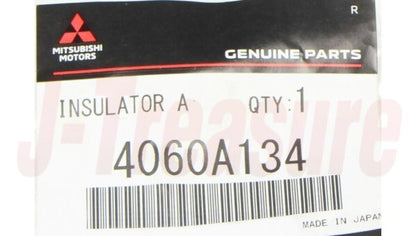 R
MITSUBISHI
MOTORS
GENUINE PARTS
INSULATOR A QTY:1
J-Treasure
4060A134
MADE IN JAPAN